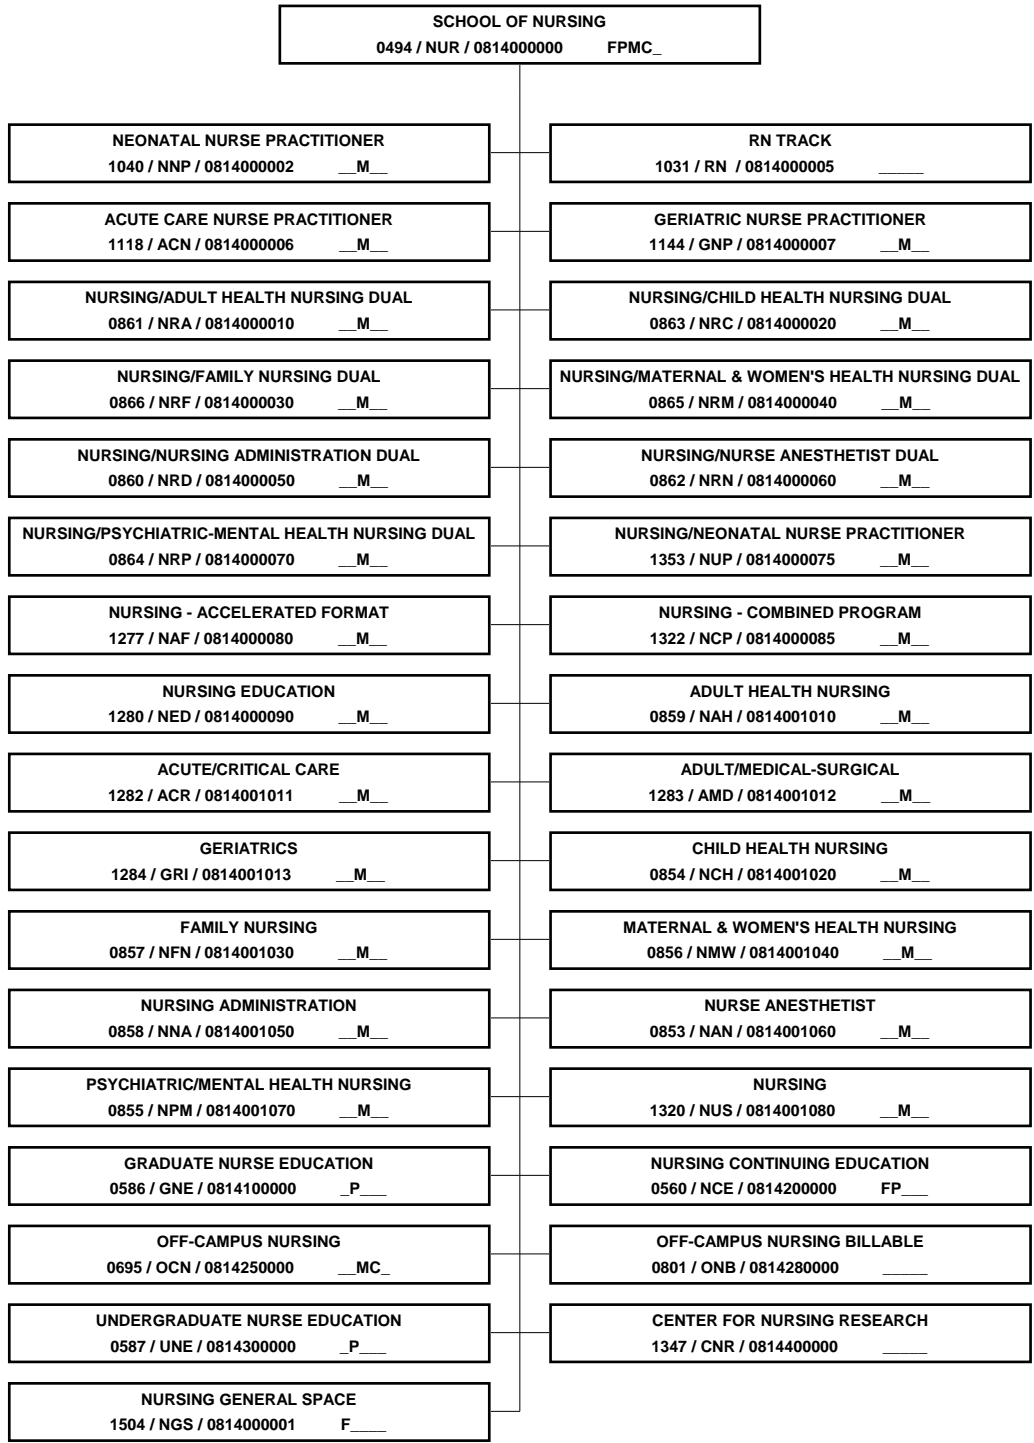 SCHOOL OF NURSING
0494 / NUR / 0814000000 FPMC_
NEONATAL NURSE PRACTITIONER
1040 / NNP / 0814000002 __M__
RN TRACK
1031 / RN / 0814000005 _____
ACUTE CARE NURSE PRACTITIONER
1118 / ACN / 0814000006 __M__
GERIATRIC NURSE PRACTITIONER
1144 / GNP / 0814000007 __M__
NURSING/ADULT HEALTH NURSING DUAL
0861 / NRA / 0814000010 __M__
NURSING/CHILD HEALTH NURSING DUAL
0863 / NRC / 0814000020 __M__
NURSING/FAMILY NURSING DUAL
0866 / NRF / 0814000030 __M__
NURSING/MATERNAL & WOMEN'S HEALTH NURSING DUAL
0865 / NRM / 0814000040 __M__
NURSING/NURSING ADMINISTRATION DUAL
0860 / NRD / 0814000050 __M__
NURSING/NURSE ANESTHETIST DUAL
0862 / NRN / 0814000060 __M__
NURSING/PSYCHIATRIC-MENTAL HEALTH NURSING DUAL
0864 / NRP / 0814000070 __M__
NURSING/NEONATAL NURSE PRACTITIONER
1353 / NUP / 0814000075 __M__
NURSING - ACCELERATED FORMAT
1277 / NAF / 0814000080 __M__
NURSING - COMBINED PROGRAM
1322 / NCP / 0814000085 __M__
NURSING EDUCATION
1280 / NED / 0814000090 __M__
ADULT HEALTH NURSING
0859 / NAH / 0814001010 __M__
ACUTE/CRITICAL CARE
1282 / ACR / 0814001011 __M__
ADULT/MEDICAL-SURGICAL
1283 / AMD / 0814001012 __M__
GERIATRICS
1284 / GRI / 0814001013 __M__
CHILD HEALTH NURSING
0854 / NCH / 0814001020 __M__
FAMILY NURSING
0857 / NFN / 0814001030 __M__
MATERNAL & WOMEN'S HEALTH NURSING
0856 / NMW / 0814001040 __M__
NURSING ADMINISTRATION
0858 / NNA / 0814001050 __M__
NURSE ANESTHETIST
0853 / NAN / 0814001060 __M__
PSYCHIATRIC/MENTAL HEALTH NURSING
0855 / NPM / 0814001070 __M__
NURSING
1320 / NUS / 0814001080 __M__
GRADUATE NURSE EDUCATION
0586 / GNE / 0814100000 _P___
NURSING CONTINUING EDUCATION
0560 / NCE / 0814200000 FP___
OFF-CAMPUS NURSING
0695 / OCN / 0814250000 __MC_
OFF-CAMPUS NURSING BILLABLE
0801 / ONB / 0814280000 _____
UNDERGRADUATE NURSE EDUCATION
0587 / UNE / 0814300000 _P___
CENTER FOR NURSING RESEARCH
1347 / CNR / 0814400000 _____
NURSING GENERAL SPACE
1504 / NGS / 0814000001 F____